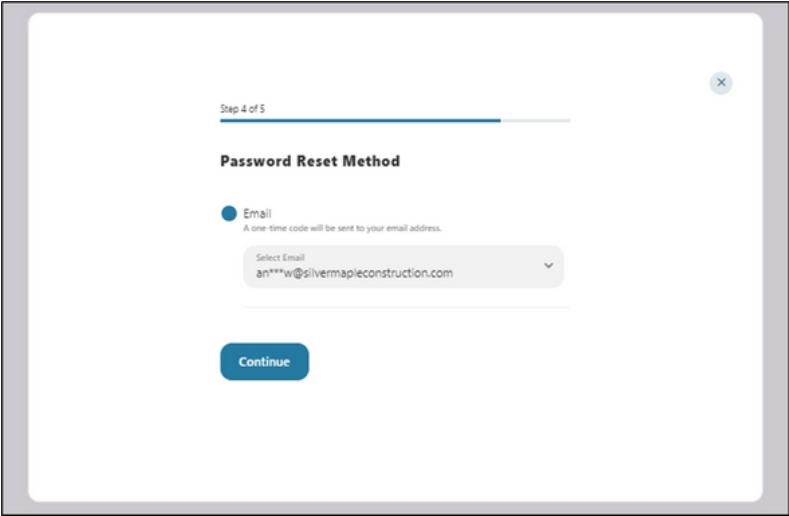 Step 4 of 5
Password Reset Method
Email
A one-time code will be sent to your email address.
Select Email
an***w@silvermapleconstruction.com
Continue